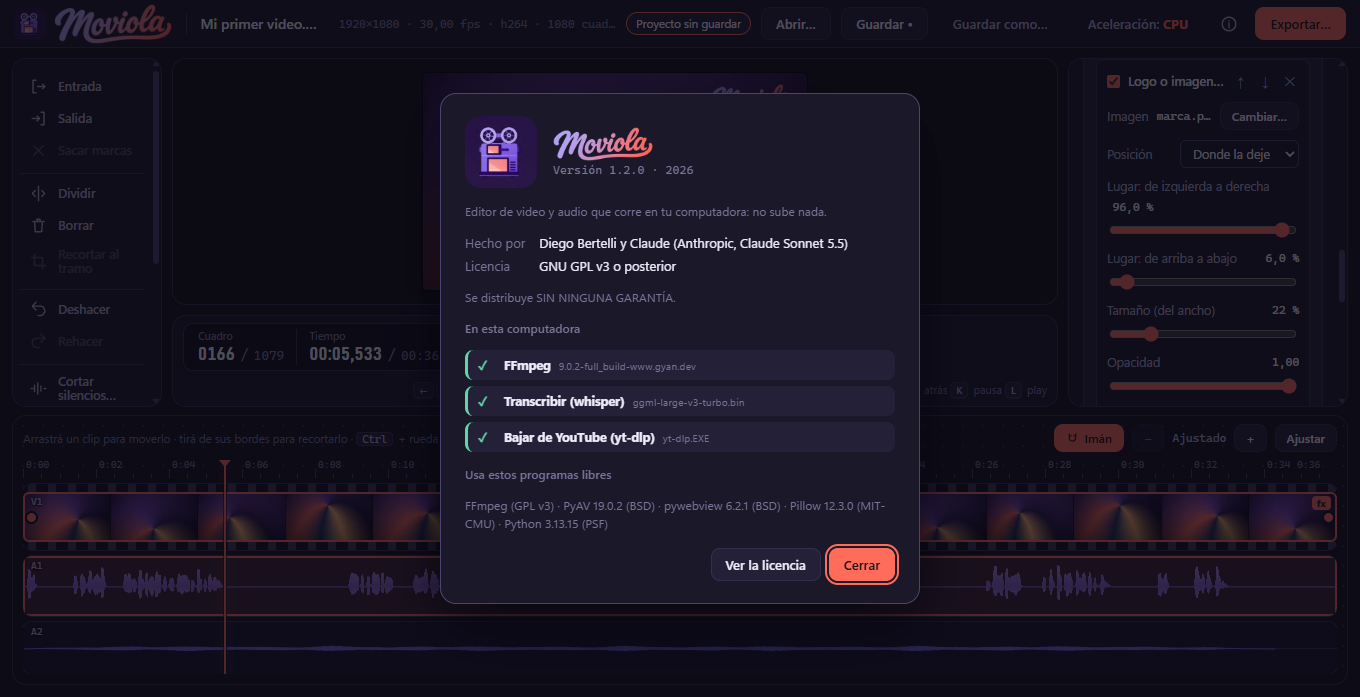 Moviola
Mi primer video....
1920×1080 · 30,00 fps · h264 · 1080 cuad…
Proyecto sin guardar
Abrir...
Guardar •
Guardar como...
Aceleración: CPU
Exportar...
Entrada
Salida
Sacar marcas
Dividir
Borrar
Recortar al
tramo
Deshacer
Rehacer
Cortar
silencios...
Moviola
Versión 1.2.0 · 2026
Editor de video y audio que corre en tu computadora: no sube nada.
Hecho por Diego Bertelli y Claude (Anthropic, Claude Sonnet 5.5)
Licencia GNU GPL v3 o posterior
Se distribuye SIN NINGUNA GARANTÍA.
En esta computadora
✓ FFmpeg 9.0.2-full_build-www.gyan.dev
✓ Transcribir (whisper) ggml-large-v3-turbo.bin
✓ Bajar de YouTube (yt-dlp) yt-dlp.EXE
Usa estos programas libres
FFmpeg (GPL v3) · PyAV 19.0.2 (BSD) · pywebview 6.2.1 (BSD) · Pillow 12.3.0 (MIT-
CMU) · Python 3.13.15 (PSF)
Ver la licencia
Cerrar
Logo o imagen... ↑ ↓ ×
Imagen marca.p… Cambiar...
Posición Donde la deje
Lugar: de izquierda a derecha
96,0 %
Lugar: de arriba a abajo 6,0 %
Tamaño (del ancho) 22 %
Opacidad 1,00
Cuadro
0166 / 1079
Tiempo
00:05,533 / 00:36
←
atrás K pausa L play
Arrastrá un clip para moverlo · tirá de sus bordes para recortarlo · Ctrl + rueda
Imán
−
Ajustado
+
Ajustar
0:00 0:02 0:04 0:06 0:08 0:10 0:26 0:28 0:30 0:32 0:34 0:36
V1
fx
A1
A2